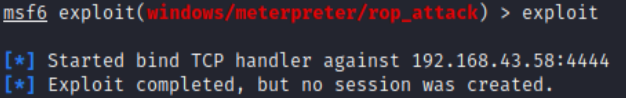 msf6 exploit(windows/meterpreter/rop_attack) > exploit
[*] Started bind TCP handler against 192.168.43.58:4444
[*] Exploit completed, but no session was created.